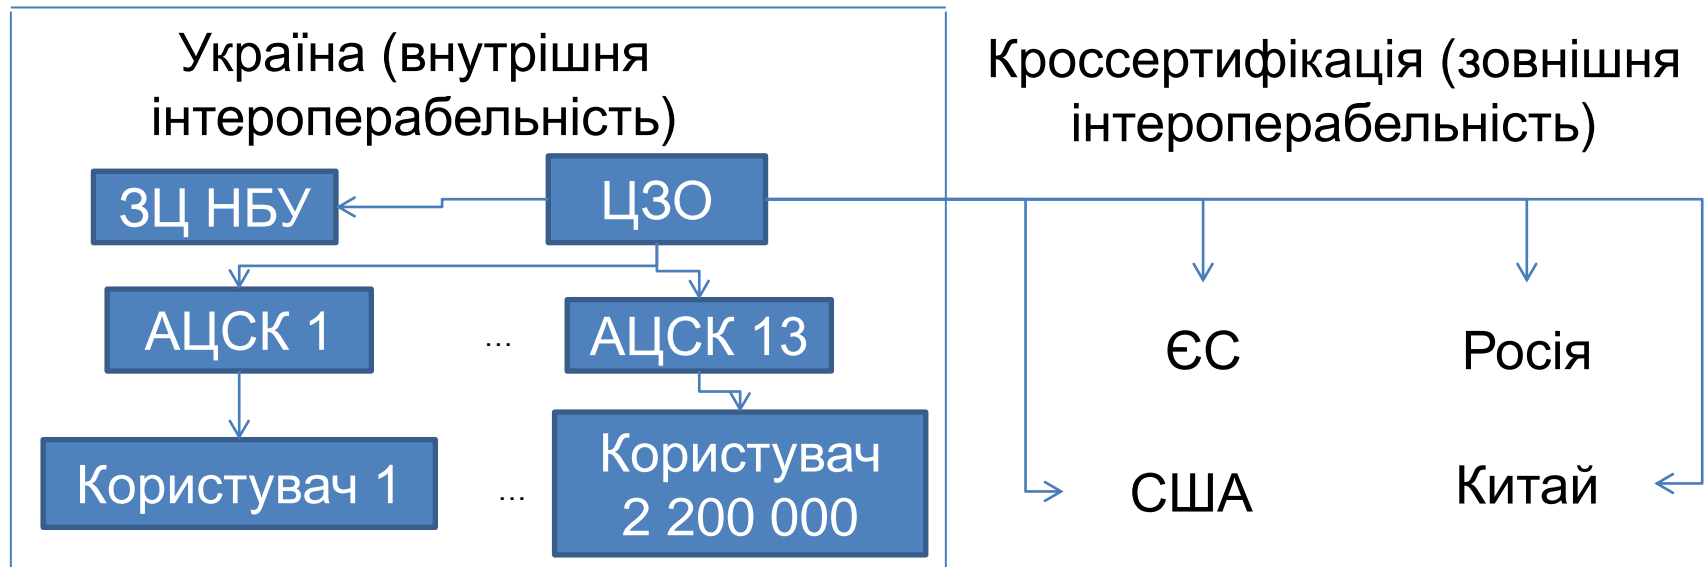 Україна (внутрішня
інтероперабельність)
Кроссертифікація (зовнішня
інтероперабельність)
ЗЦ НБУ
ЦЗО
АЦСК 1
...
АЦСК 13
ЄС
Росія
Користувач 1
...
Користувач
2 200 000
США
Китай